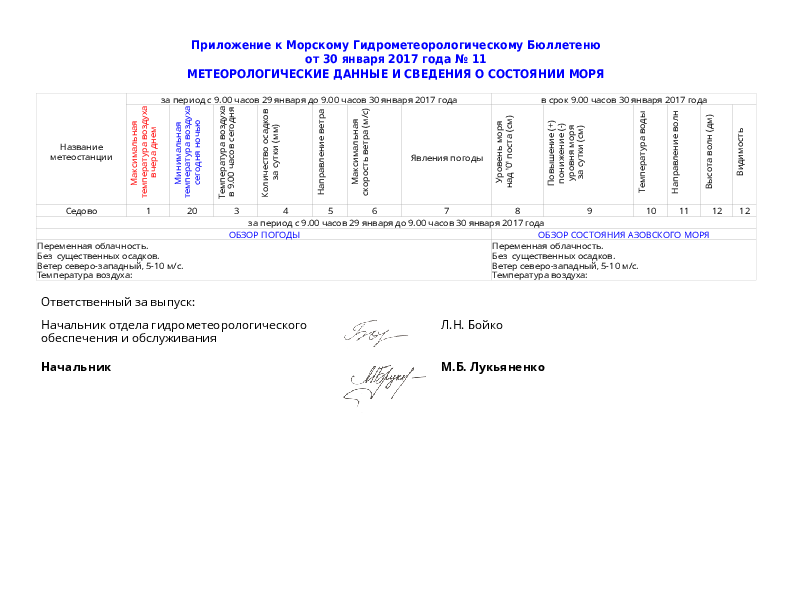 Приложение к Морскому Гидрометеорологическому Бюллетеню
от 30 января 2017 года № 11
МЕТЕОРОЛОГИЧЕСКИЕ ДАННЫЕ И СВЕДЕНИЯ О СОСТОЯНИИ МОРЯ
за период с 9.00 часов 29 января до 9.00 часов 30 января 2017 года
в срок 9.00 часов 30 января 2017 года
Название
метеостанции
Максимальная
температура воздуха
вчера днем
Минимальная
температура воздуха
сегодня ночью
Температура воздуха
в 9.00 часов сегодня
Количество осадков
за сутки (мм)
Направление ветра
Максимальная
скорость ветра (м/с)
Явления погоды
Уровень моря
над '0' поста (см)
Повышение (+)
понижение (-)
уровня моря
за сутки (см)
Температура воды
Направление волн
Высота волн (дм)
Видимость
Седово 1 20 3 4 5 6 7 8 9 10 11 12 12
за период с 9.00 часов 29 января до 9.00 часов 30 января 2017 года
ОБЗОР ПОГОДЫ
ОБЗОР СОСТОЯНИЯ АЗОВСКОГО МОРЯ
Переменная облачность.
Без существенных осадков.
Ветер северо-западный, 5-10 м/с.
Температура воздуха:
Переменная облачность.
Без существенных осадков.
Ветер северо-западный, 5-10 м/с.
Температура воздуха:
Ответственный за выпуск:
Начальник отдела гидрометеорологического
обеспечения и обслуживания
Л.Н. Бойко
Начальник
М.Б. Лукьяненко